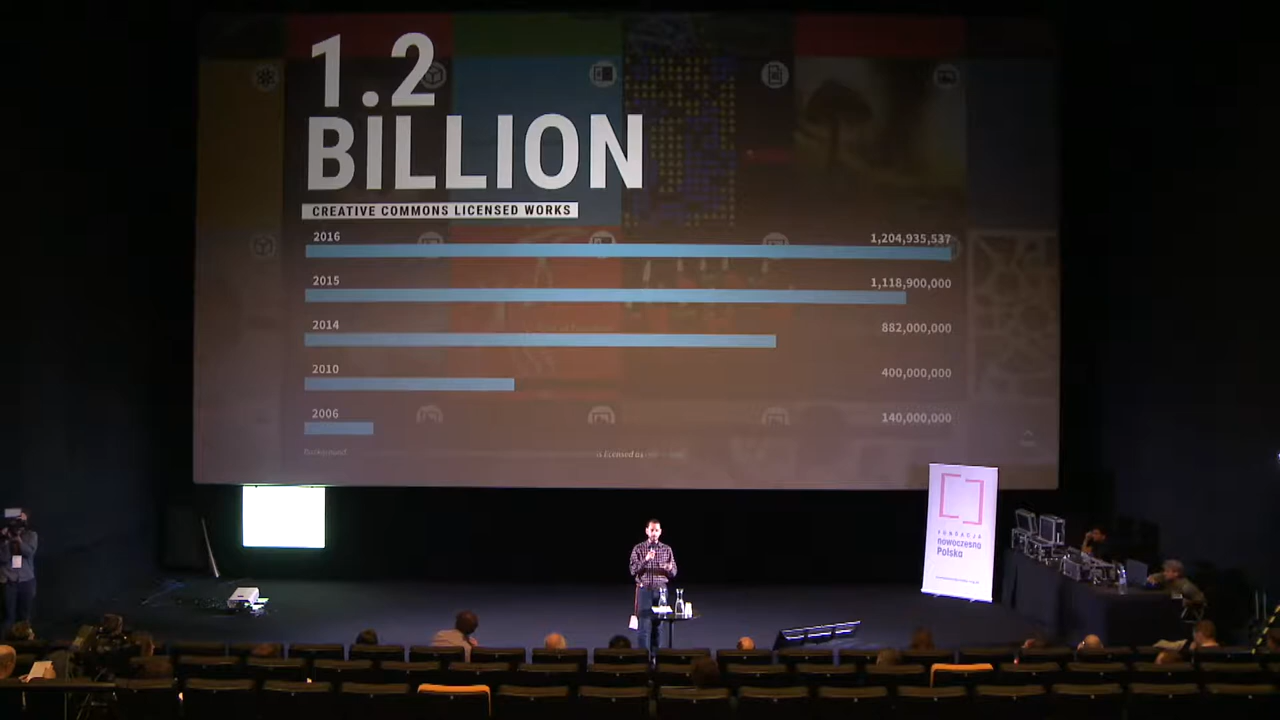 1.2
BILLION
CREATIVE COMMONS LICENSED WORKS
2016 1,204,935,537
2015 1,118,900,000
2014 882,000,000
2010 400,000,000
2006 140,000,000
is licensed as
FUNDACJA
nowoczesna
Polska